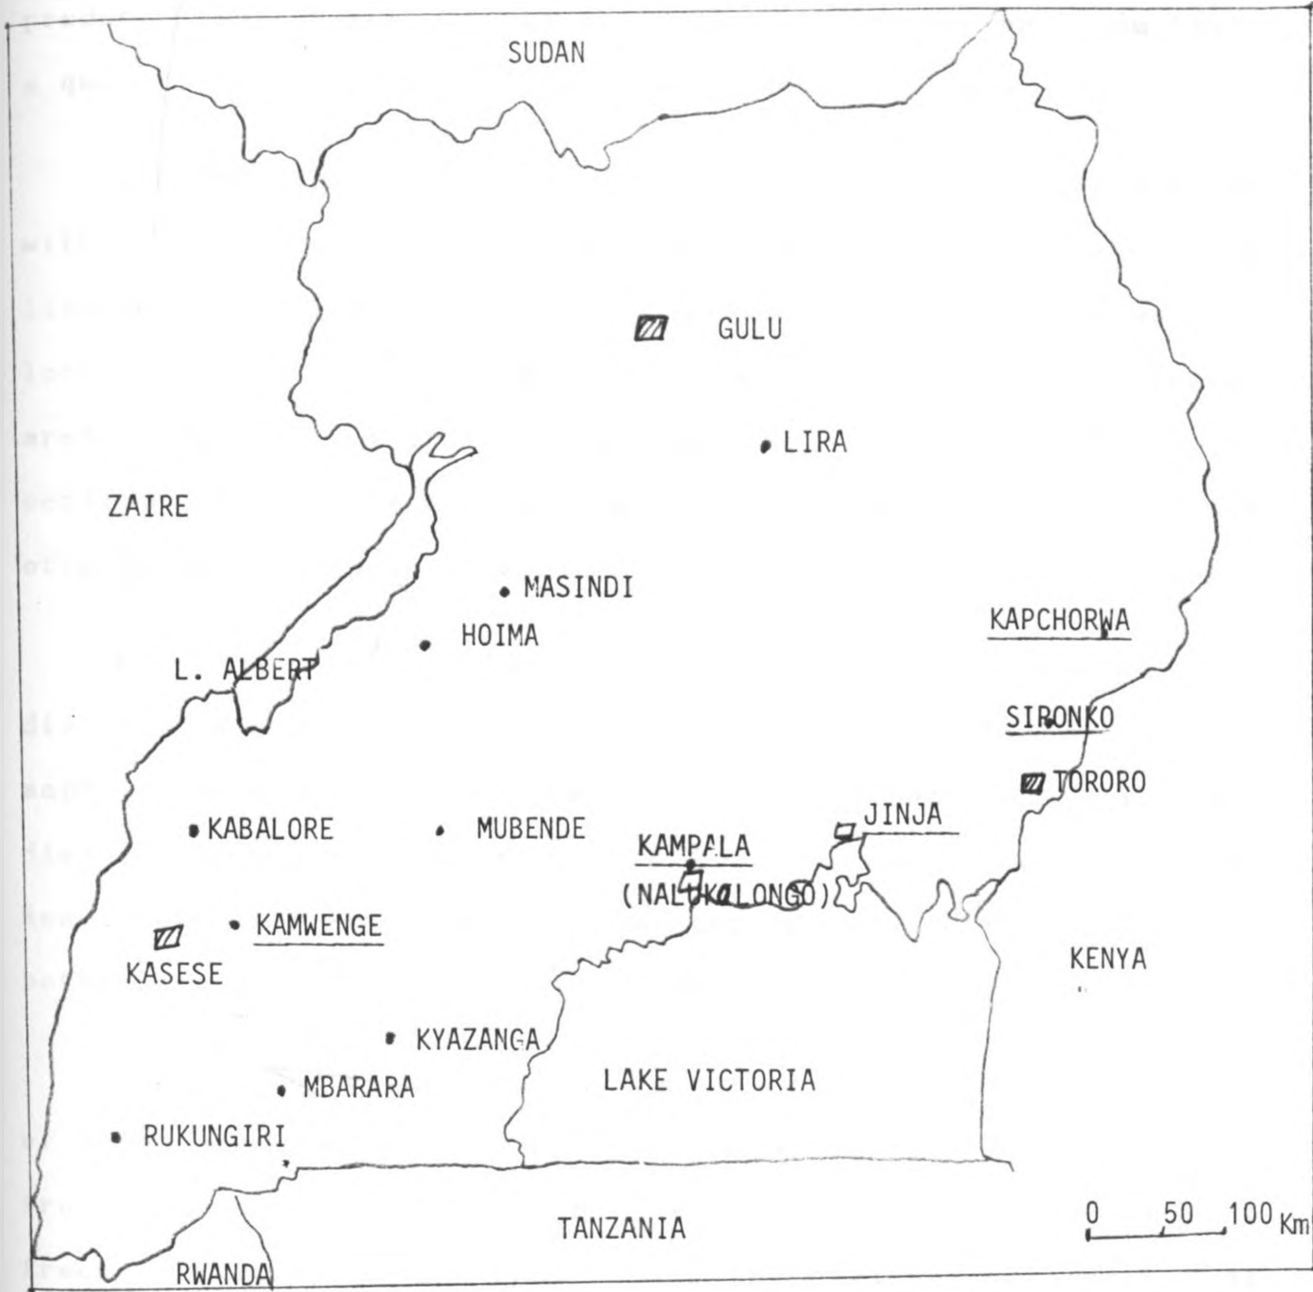 SUDAN
GULU
LIRA
ZAIRE
MASINDI
HOIMA
KAPCHORWA
L. ALBERT
SIRONKO
TORORO
JINJA
KABALORE
MUBENDE
KAMPALA
(NALUKALONGO)
KAMWENGE
KASESE
KENYA
KYAZANGA
LAKE VICTORIA
MBARARA
RUKUNGIRI
0 50 100 Km
TANZANIA
RWANDA